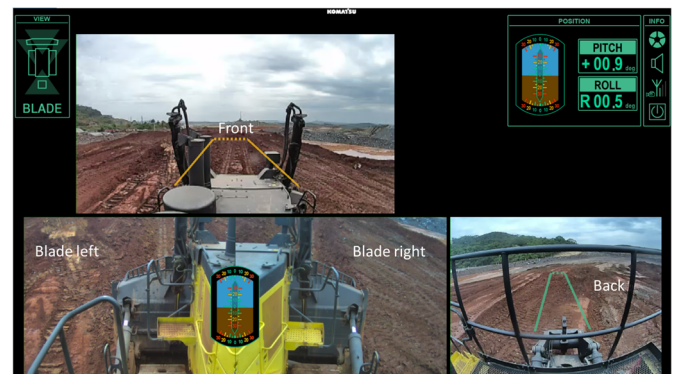 KOMATSU
VIEW
BLADE
POSITION
INFO
PITCH
+00.9 deg
ROLL
R 00.5 deg
Front
Blade left
Blade right
Back